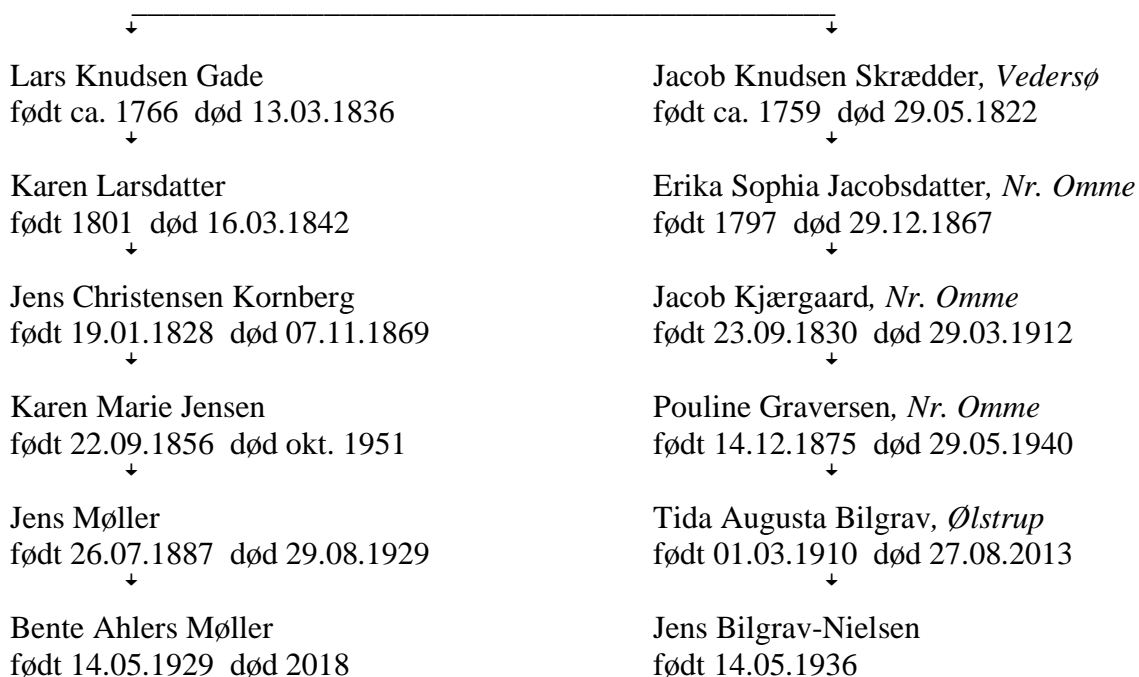 Lars Knudsen Gade
født ca. 1766  død 13.03.1836
Karen Larsdatter
født 1801  død 16.03.1842
Jens Christensen Kornberg
født 19.01.1828  død 07.11.1869
Karen Marie Jensen
født 22.09.1856  død okt. 1951
Jens Møller
født 26.07.1887  død 29.08.1929
Bente Ahlers Møller
født 14.05.1929  død 2018
Jacob Knudsen Skrædder, Vedersø
født ca. 1759  død 29.05.1822
Erika Sophia Jacobsdatter, Nr. Omme
født 1797  død 29.12.1867
Jacob Kjærgaard, Nr. Omme
født 23.09.1830  død 29.03.1912
Pouline Graversen, Nr. Omme
født 14.12.1875  død 29.05.1940
Tida Augusta Bilgrav, Ølstrup
født 01.03.1910  død 27.08.2013
Jens Bilgrav-Nielsen
født 14.05.1936